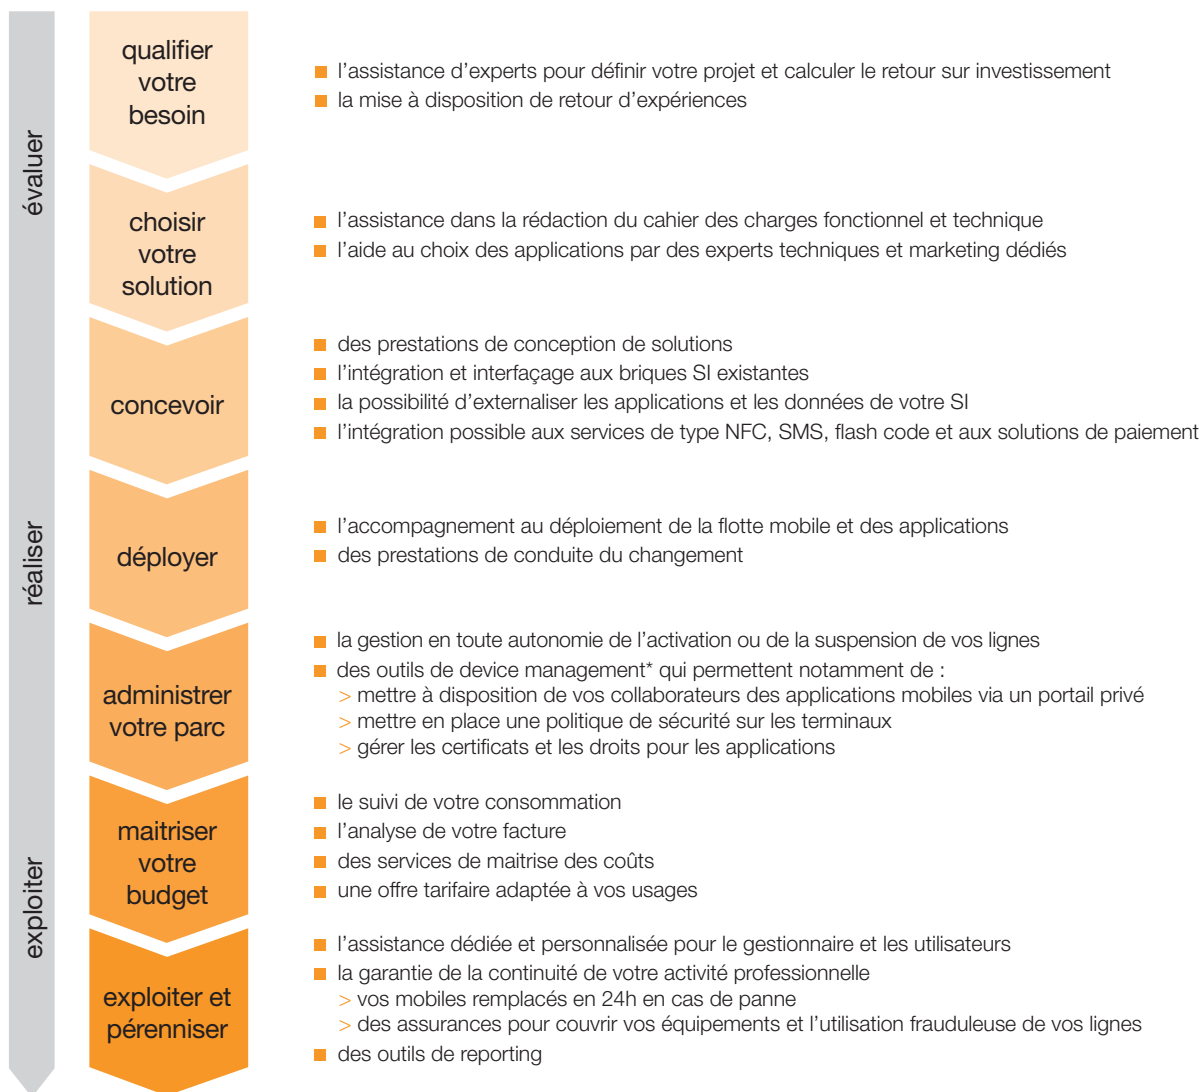 évaluer
qualifier
votre
besoin
■ l'assistance d'experts pour définir votre projet et calculer le retour sur investissement
■ la mise à disposition de retour d'expériences
choisir
votre
solution
■ l'assistance dans la rédaction du cahier des charges fonctionnel et technique
■ l'aide au choix des applications par des experts techniques et marketing dédiés
réaliser
concevoir
■ des prestations de conception de solutions
■ l'intégration et interfaçage aux briques SI existantes
■ la possibilité d'externaliser les applications et les données de votre SI
■ l'intégration possible aux services de type NFC, SMS, flash code et aux solutions de paiement
déployer
■ l'accompagnement au déploiement de la flotte mobile et des applications
■ des prestations de conduite du changement
administrer
votre parc
■ la gestion en toute autonomie de l'activation ou de la suspension de vos lignes
■ des outils de device management* qui permettent notamment de :
> mettre à disposition de vos collaborateurs des applications mobiles via un portail privé
> mettre en place une politique de sécurité sur les terminaux
> gérer les certificats et les droits pour les applications
exploiter
maitriser
votre
budget
■ le suivi de votre consommation
■ l'analyse de votre facture
■ des services de maitrise des coûts
■ une offre tarifaire adaptée à vos usages
exploiter et
pérenniser
■ l'assistance dédiée et personnalisée pour le gestionnaire et les utilisateurs
■ la garantie de la continuité de votre activité professionnelle
> vos mobiles remplacés en 24h en cas de panne
> des assurances pour couvrir vos équipements et l'utilisation frauduleuse de vos lignes
■ des outils de reporting